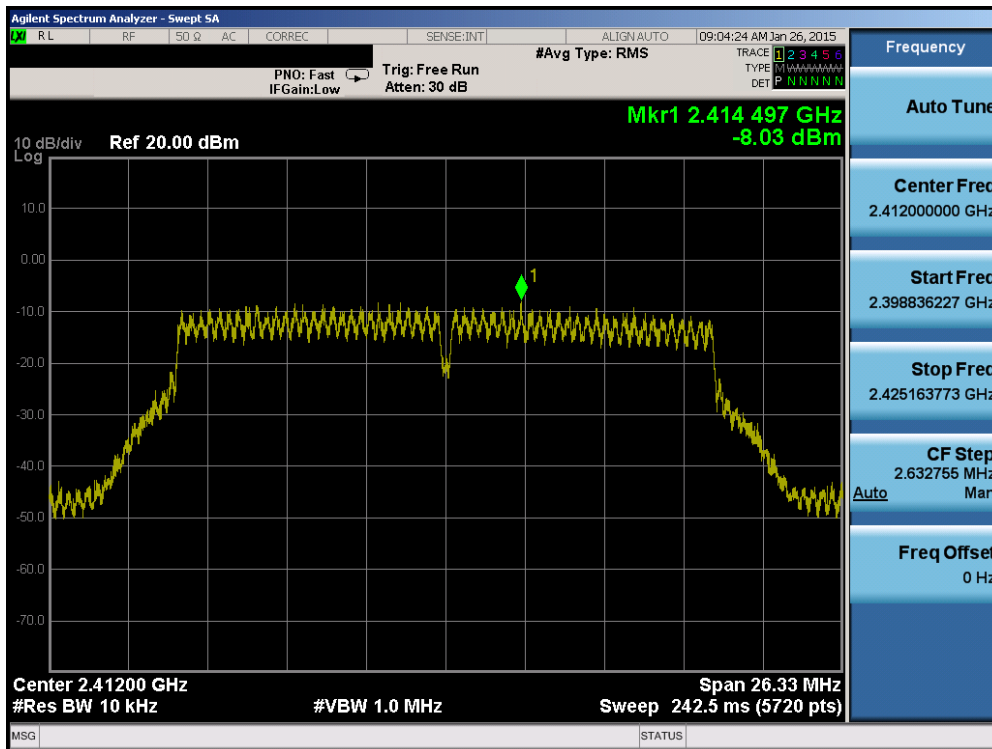 Agilent Spectrum Analyzer - Swept SA
LXI RL RF 50 Ω AC CORREC SENSE:INT ALIGN AUTO 09:04:24 AM Jan 26, 2015
#Avg Type: RMS
TRACE 1 2 3 4 5 6
PNO: Fast Trig: Free Run
TYPE M W W W W W
IFGain:Low Atten: 30 dB
DET P N N N N N
Mkr1 2.414 497 GHz
-8.03 dBm
10 dB/div Ref 20.00 dBm
Log
10.0
0.00
-10.0
-20.0
-30.0
-40.0
-50.0
-60.0
-70.0
1
Center 2.41200 GHz Span 26.33 MHz
#Res BW 10 kHz #VBW 1.0 MHz Sweep 242.5 ms (5720 pts)
MSG STATUS
Frequency
Auto Tune
Center Freq
2.412000000 GHz
Start Freq
2.398836227 GHz
Stop Freq
2.425163773 GHz
CF Step
2.632755 MHz
Auto Man
Freq Offset
0 Hz